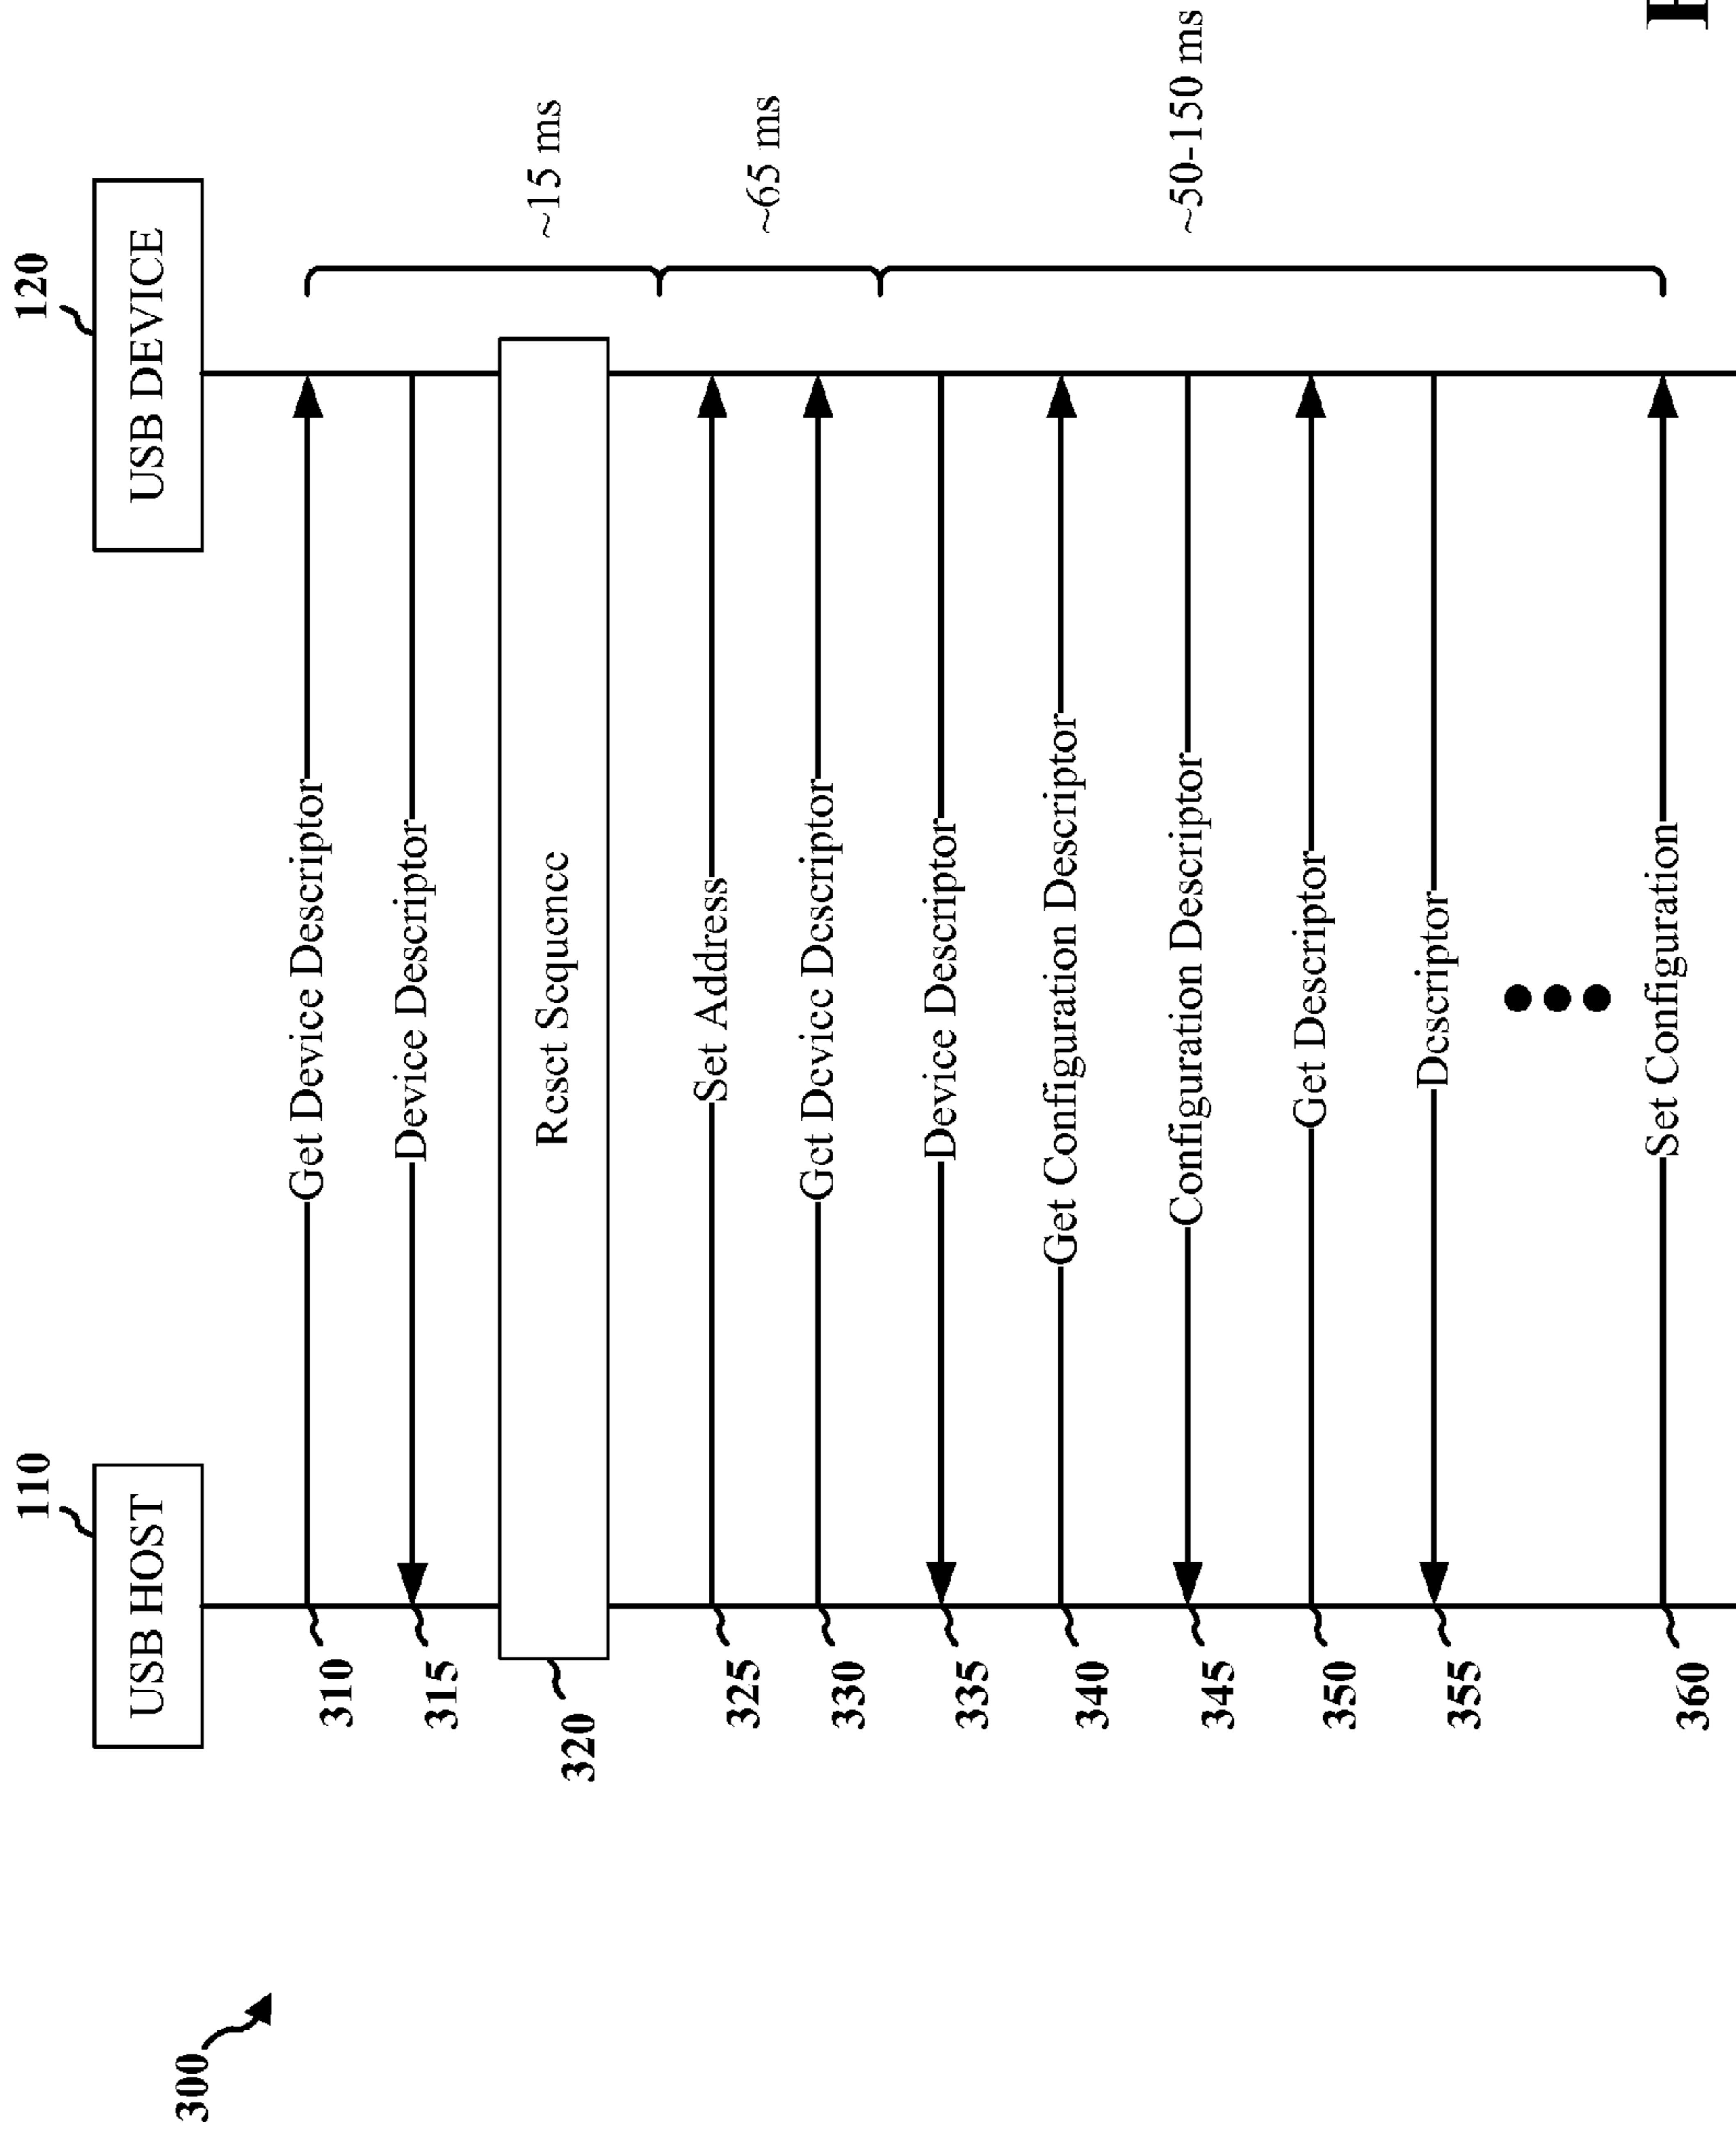 300
110
USB HOST
120
USB DEVICE
310
Get Device Descriptor
315
Device Descriptor
~15 ms
320
Reset Sequence
325
Set Address
~65 ms
330
Get Device Descriptor
335
Device Descriptor
340
Get Configuration Descriptor
345
Configuration Descriptor
~50-150 ms
350
Get Descriptor
355
Descriptor
360
Set Configuration